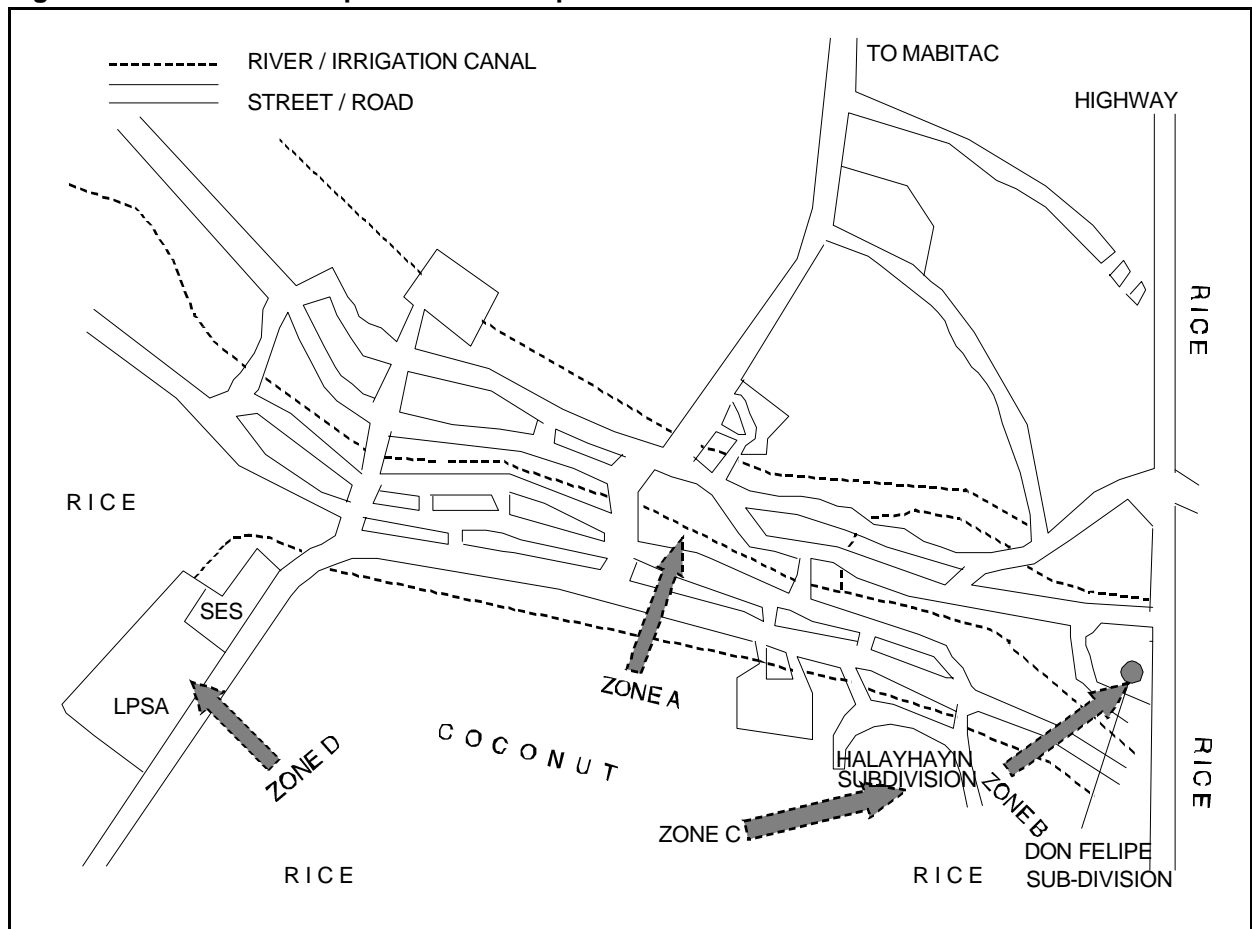 RIVER / IRRIGATION CANAL
STREET / ROAD
TO MABITAC
HIGHWAY
RICE
RICE
SES
LPSA
ZONE A
ZONE D
COCONUT
HALAYHAYIN
SUBDIVISION
ZONE B
ZONE C
RICE
DON FELIPE
SUB-DIVISION
RICE
RICE